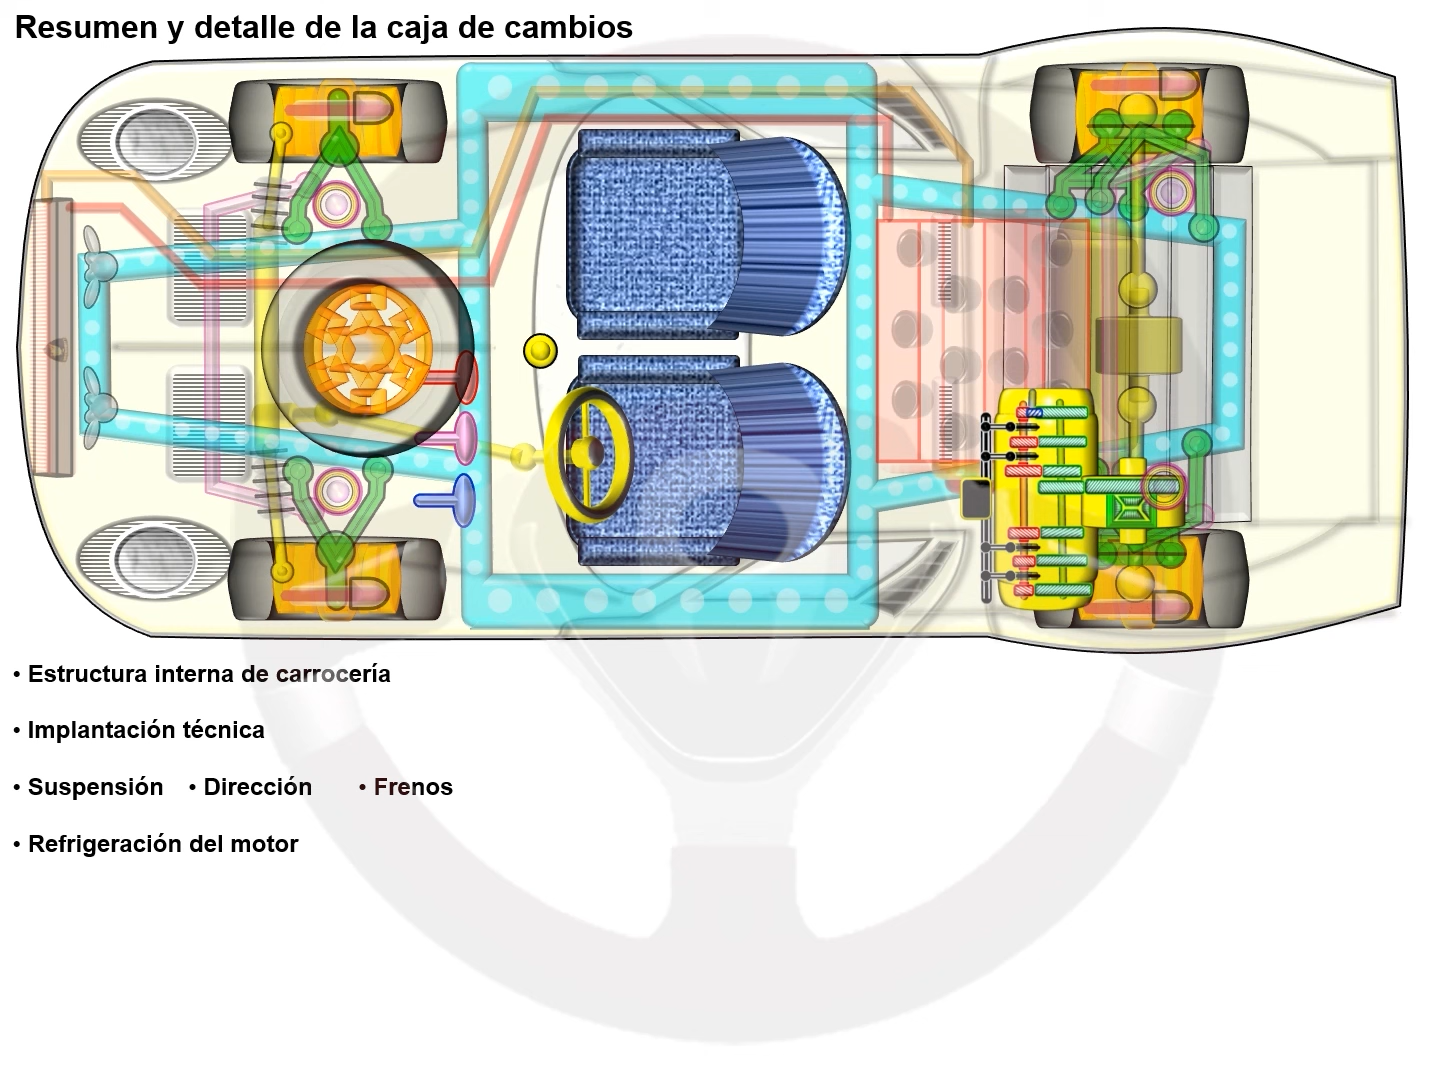 Resumen y detalle de la caja de cambios
• Estructura interna de carrocería
• Implantación técnica
• Suspensión • Dirección • Frenos
• Refrigeración del motor